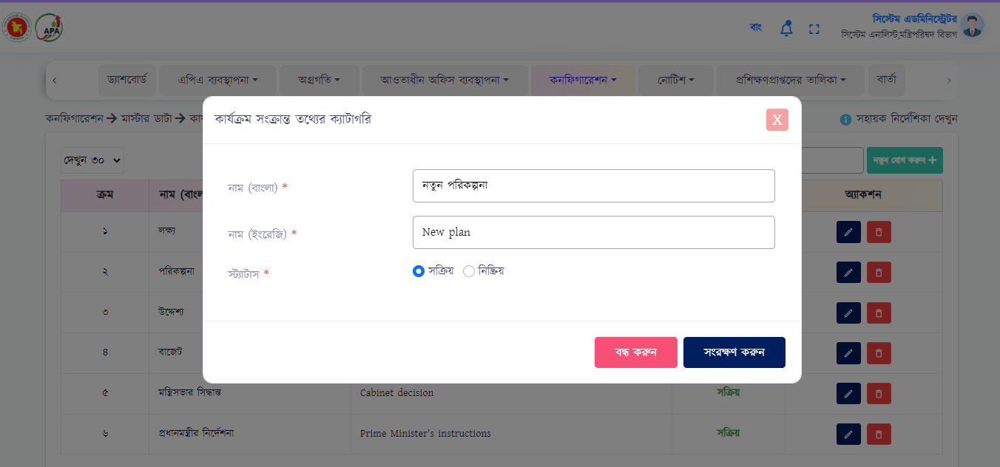 APA
বাং
সিস্টেম এডমিনিস্ট্রেটর
সিস্টেম এনালিস্ট,মন্ত্রিপরিষদ বিভাগ
ড্যাশবোর্ড
এপিএ ব্যবস্থাপনা
অগ্রগতি
আওতাধীন অফিস ব্যবস্থাপনা
কনফিগারেশন
নোটিশ
প্রশিক্ষণপ্রাপ্তদের তালিকা
বার্তা
কনফিগারেশন → মাস্টার ডাটা →
সহায়ক নির্দেশিকা দেখুন
কার্যক্রম সংক্রান্ত তথ্যের ক্যাটাগরি
X
নাম (বাংলা) *
নতুন পরিকল্পনা
নাম (ইংরেজি) *
New plan
স্ট্যাটাস *
সক্রিয়
নিষ্ক্রিয়
বন্ধ করুন
সংরক্ষণ করুন
দেখুন ৩০
নতুন যোগ করুন +
ক্রম
নাম
অ্যাকশন
১ লক্ষ্য
২ পরিকল্পনা
৩ উদ্দেশ্য
৪ বাজেট
৫ মন্ত্রিসভার সিদ্ধান্ত Cabinet decision সক্রিয়
৬ প্রধানমন্ত্রীর নির্দেশনা Prime Minister's instructions সক্রিয়